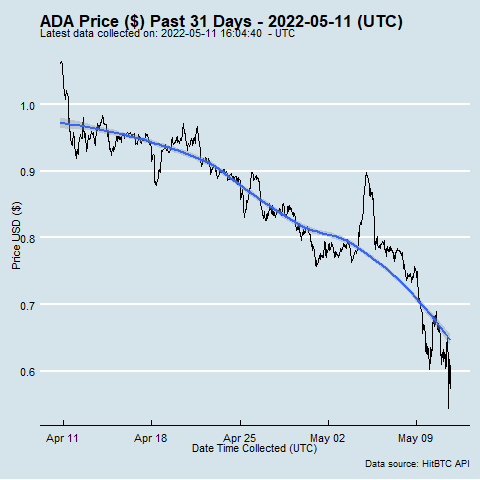 ADA Price ($) Past 31 Days - 2022-05-11 (UTC)
Latest data collected on: 2022-05-11 16:04:40  - UTC
Price USD ($)
1.0
0.9
0.8
0.7
0.6
Apr 11 Apr 18 Apr 25 May 02 May 09
Date Time Collected (UTC)
Data source: HitBTC API